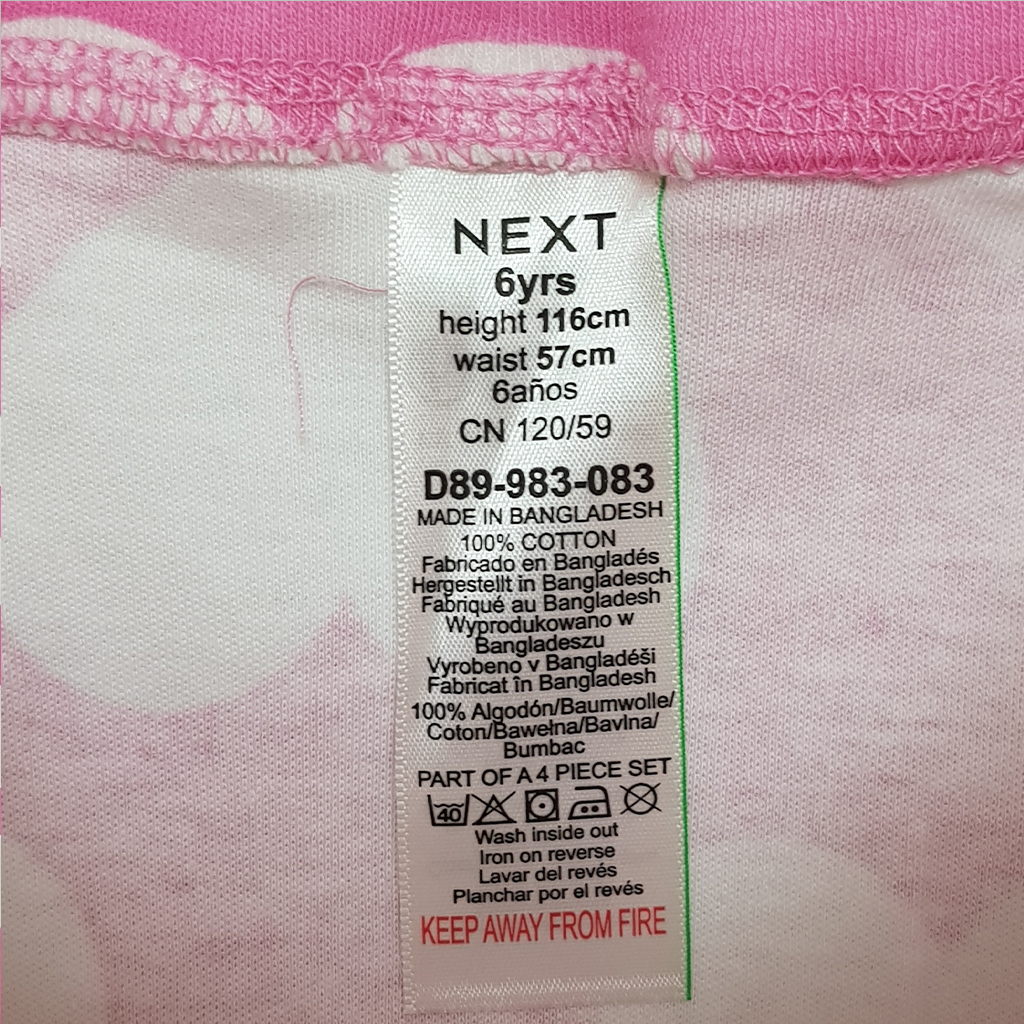 NEXT
6yrs
height 116cm
waist 57cm
6años
CN 120/59
D89-983-083
MADE IN BANGLADESH
100% COTTON
Fabricado en Bangladés
Hergestellt in Bangladesch
Fabriqué au Bangladesh
Wyprodukowano w
Bangladeszu
Vyrobeno v Bangladéši
Fabricat în Bangladesh
100% Algodón/Baumwolle/
Coton/Bawełna/Bavlna/
Bumbac
PART OF A 4 PIECE SET
40
Wash inside out
Iron on reverse
Lavar del revés
Planchar por el revés
KEEP AWAY FROM FIRE